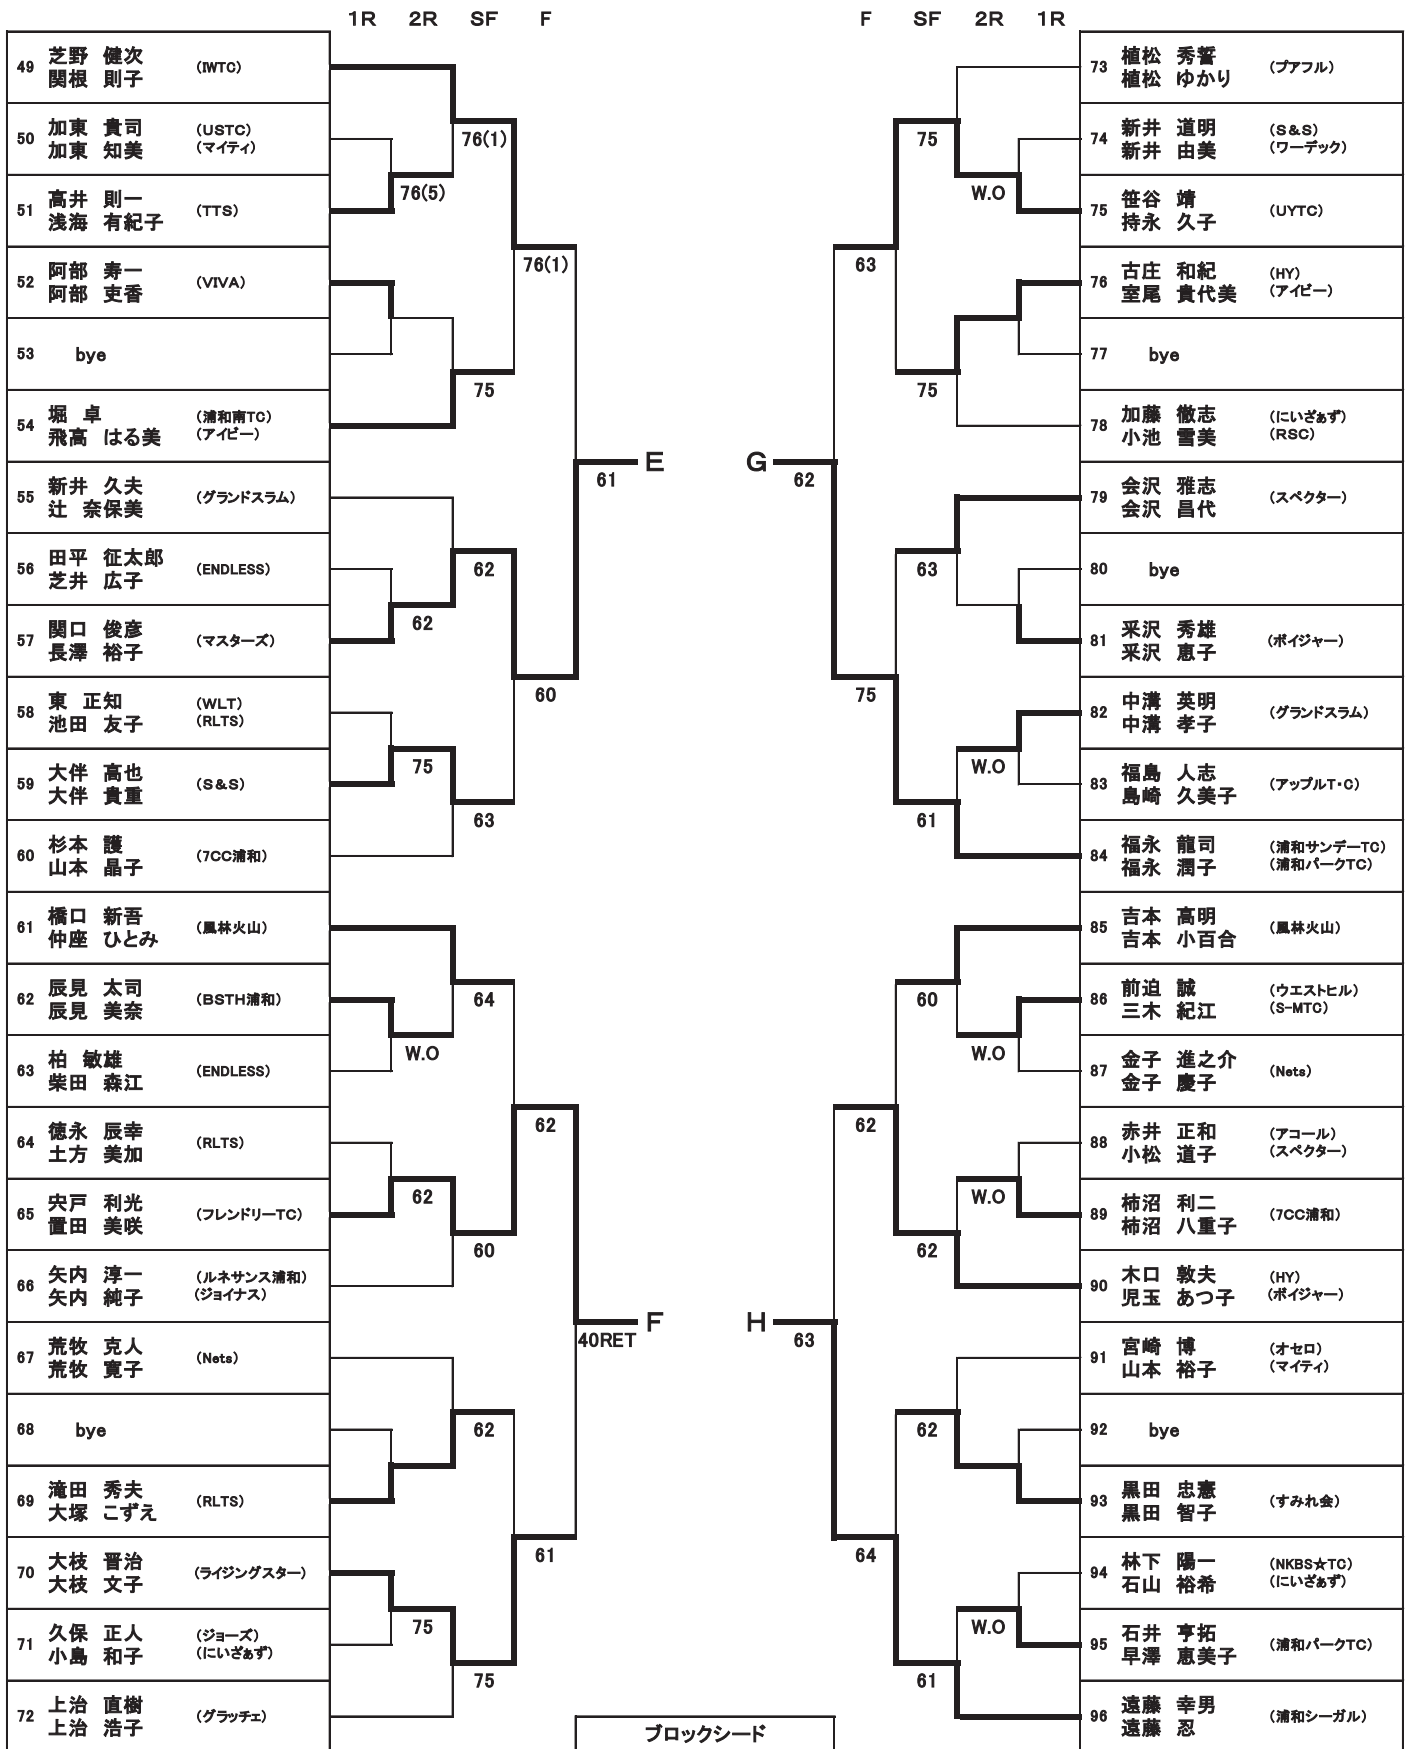 1R 2R SF F
F SF 2R 1R
49 芝野 健次 (IWTC)
関根 則子
50 加東 貴司 (USTC)
加東 知美 (マイティ)
76(1)
76(5)
51 高井 則一 (TTS)
浅海 有紀子
52 阿部 寿一 (VIVA)
阿部 吏香
76(1)
53 bye
75
54 堀 卓 (浦和南TC)
飛高 はる美 (アイビー)
E
61
55 新井 久夫 (グランドスラム)
辻 奈保美
56 田平 征太郎 (ENDLESS)
芝井 広子
62
57 関口 俊彦 (マスターズ)
長澤 裕子
62
60
58 東 正知 (WLT)
池田 友子 (RLTS)
75
59 大伴 高也 (S&S)
大伴 貴重
63
60 杉本 護 (7CC浦和)
山本 晶子
61 橋口 新吾 (風林火山)
仲座 ひとみ
62 辰見 太司 (BSTH浦和)
辰見 美奈
64
W.O
63 柏 敏雄 (ENDLESS)
柴田 森江
62
64 徳永 辰幸 (RLTS)
土方 美加
62
65 宍戸 利光 (フレンドリーTC)
置田 美咲
60
66 矢内 淳一 (ルネサンス浦和)
矢内 純子 (ジョイナス)
F
40RET
67 荒牧 克人 (Nets)
荒牧 寛子
68 bye
62
69 滝田 秀夫 (RLTS)
大塚 こずえ
61
70 大枝 晋治 (ライジングスター)
大枝 文子
75
71 久保 正人 (ジョーズ)
小島 和子 (にいざぁず)
75
72 上治 直樹 (グラッチェ)
上治 浩子
73 植松 秀誓 (プアフル)
植松 ゆかり
75
74 新井 道明 (S&S)
新井 由美 (ワーデック)
W.O
75 笹谷 靖 (UYTC)
持永 久子
63
76 古庄 和紀 (HY)
室尾 貴代美 (アイビー)
77 bye
75
78 加藤 徹志 (にいざぁず)
小池 雪美 (RSC)
G
62
79 会沢 雅志 (スペクター)
会沢 昌代
63
80 bye
81 釆沢 秀雄 (ボイジャー)
釆沢 恵子
75
82 中溝 英明 (グランドスラム)
中溝 孝子
W.O
83 福島 人志 (アップルT・C)
島崎 久美子
61
84 福永 龍司 (浦和サンデーTC)
福永 潤子 (浦和パークTC)
85 吉本 高明 (風林火山)
吉本 小百合
60
86 前迫 誠 (ウエストヒル)
三木 紀江 (S-MTC)
W.O
87 金子 進之介 (Nets)
金子 慶子
62
88 赤井 正和 (アコール)
小松 道子 (スペクター)
W.O
89 柿沼 利二 (7CC浦和)
柿沼 八重子
62
90 木口 敦夫 (HY)
児玉 あつ子 (ボイジャー)
H
63
91 宮崎 博 (オセロ)
山本 裕子 (マイティ)
62
92 bye
93 黒田 忠憲 (すみれ会)
黒田 智子
64
94 林下 陽一 (NKBS☆TC)
石山 裕希 (にいざぁず)
W.O
95 石井 亨拓 (浦和パークTC)
早澤 恵美子
61
96 遠藤 幸男 (浦和シーガル)
遠藤 忍
ブロックシード